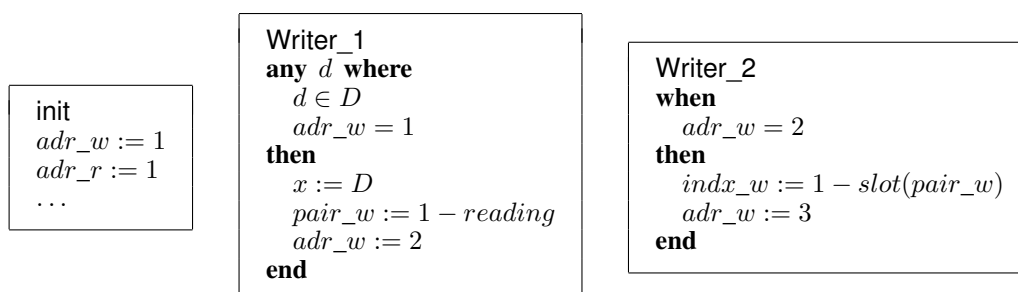 init
adr_w := 1
adr_r := 1
...
Writer_1
any d where
d ∈ D
adr_w = 1
then
x := D
pair_w := 1 − reading
adr_w := 2
end
Writer_2
when
adr_w = 2
then
indx_w := 1 − slot(pair_w)
adr_w := 3
end